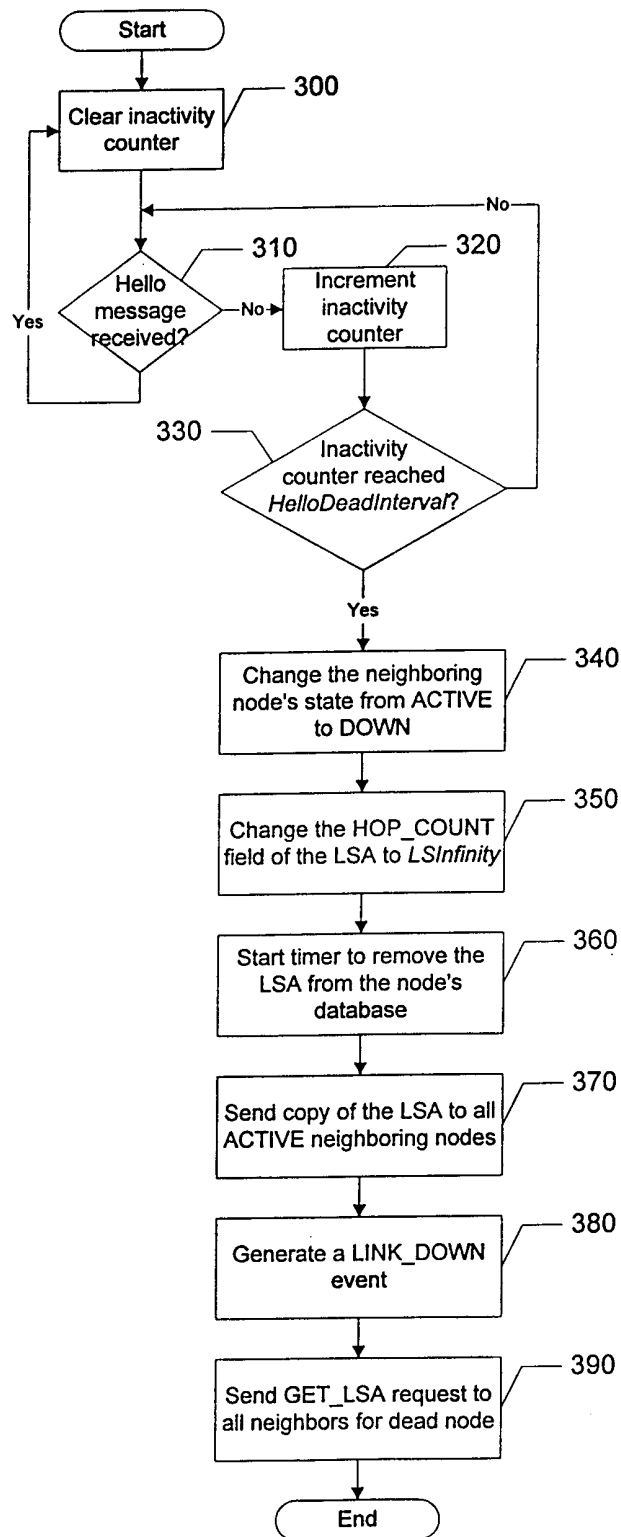 Start
300
Clear inactivity
counter
No
310
320
Hello
message
received?
Yes
No
Increment
inactivity
counter
330
Inactivity
counter reached
HelloDeadInterval?
Yes
340
Change the neighboring
node's state from ACTIVE
to DOWN
350
Change the HOP_COUNT
field of the LSA to LSInfinity
360
Start timer to remove the
LSA from the node's
database
370
Send copy of the LSA to all
ACTIVE neighboring nodes
380
Generate a LINK_DOWN
event
390
Send GET_LSA request to
all neighbors for dead node
End